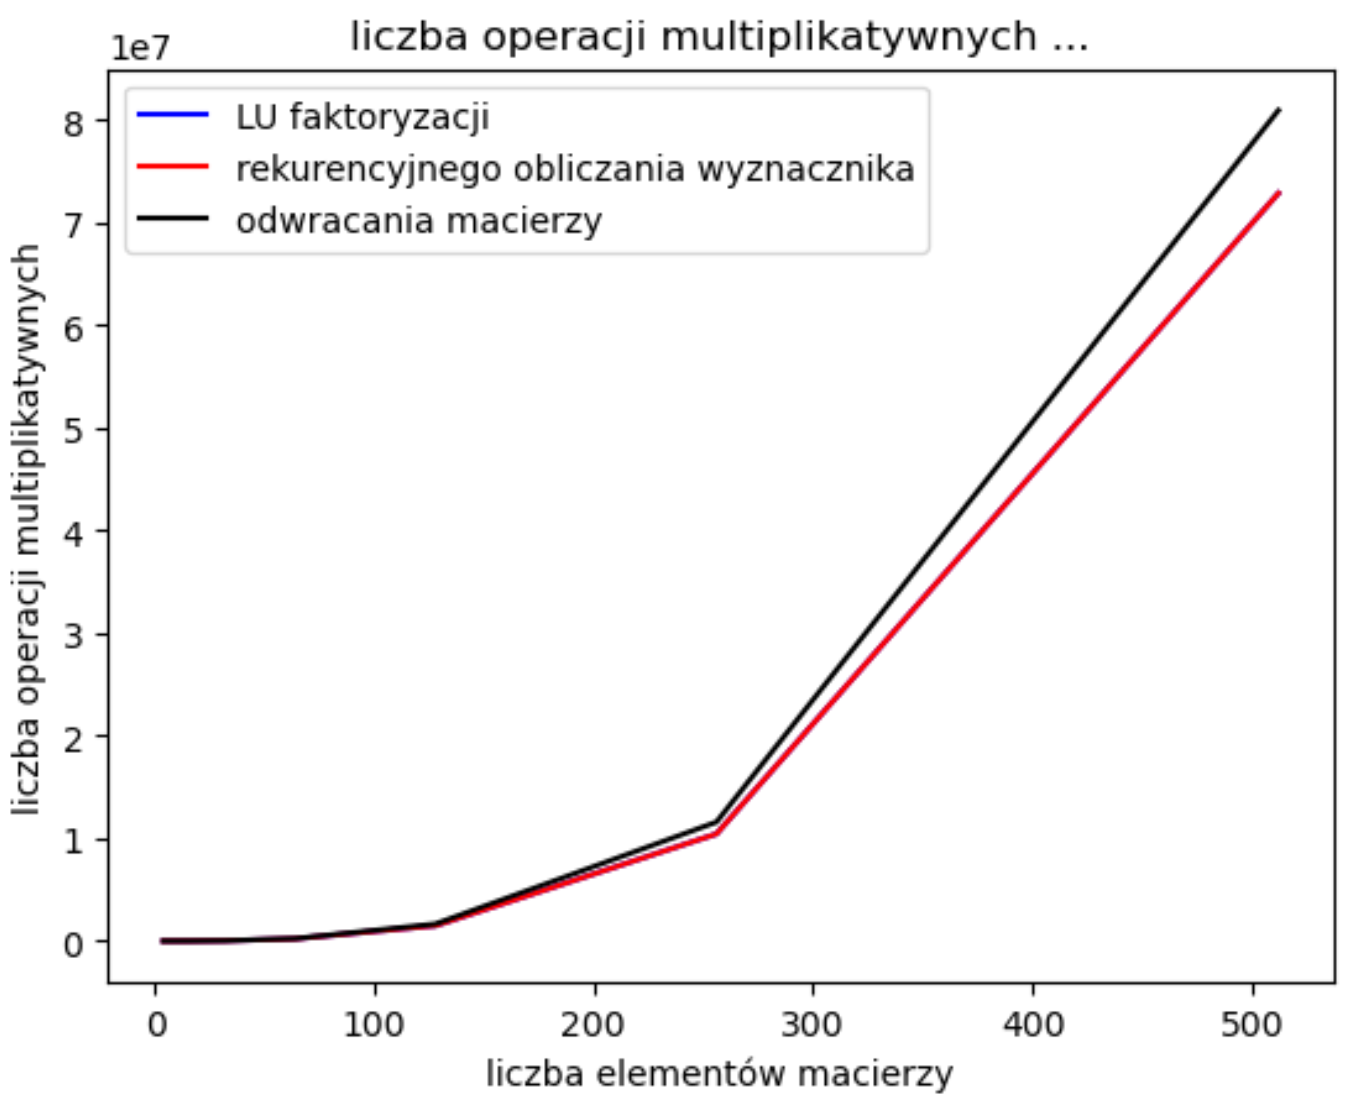 liczba operacji multiplikatywnych ...
1e7
LU faktoryzacji
rekurencyjnego obliczania wyznacznika
odwracania macierzy
8
7
6
5
4
3
2
1
0
liczba operacji multiplikatywnych
0 100 200 300 400 500
liczba elementów macierzy